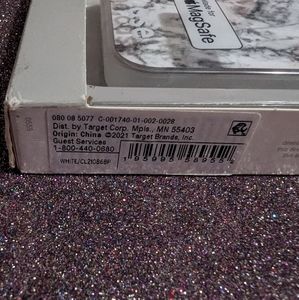 MagSafe
080 08 5077 C-001740-01-002-0028
Dist. by Target Corp. Mpls., MN 55403
Origin: China ©2021 Target Brands, Inc.
Guest Services
1-800-440-0680
WHITE/CL21086BP